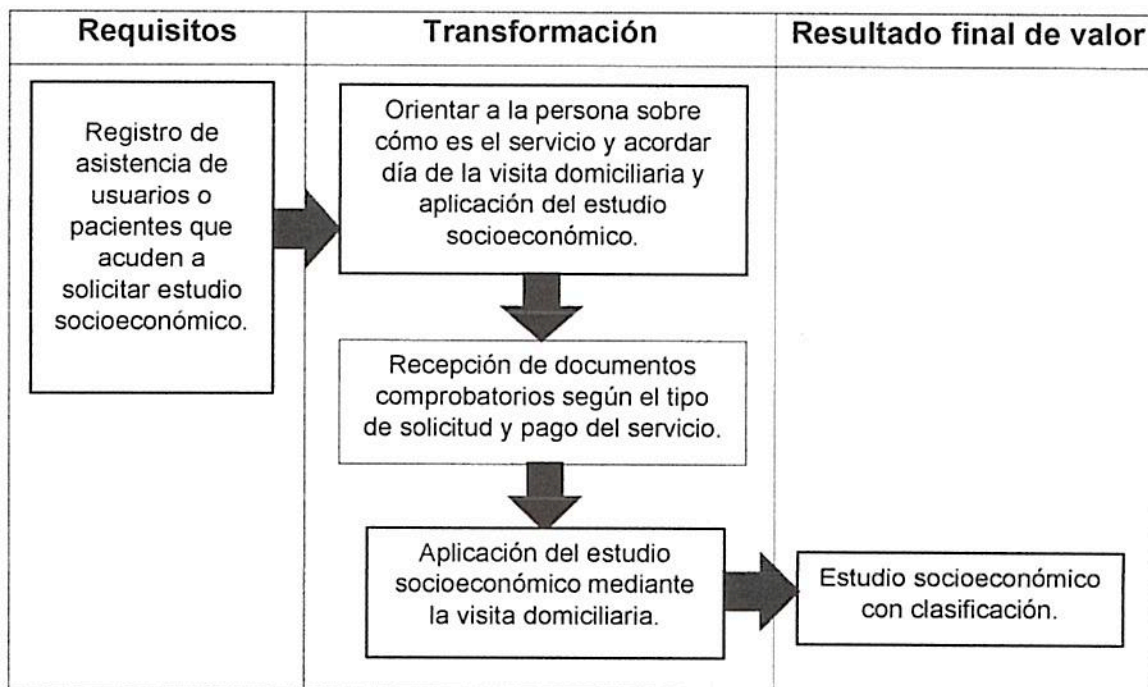 Requisitos
Transformación
Resultado final de valor
Registro de
asistencia de
usuarios o
pacientes que
acuden a
solicitar estudio
socioeconómico.
Orientar a la persona sobre
cómo es el servicio y acordar
día de la visita domiciliaria y
aplicación del estudio
socioeconómico.
Recepción de documentos
comprobatorios según el tipo
de solicitud y pago del servicio.
Aplicación del estudio
socioeconómico mediante
la visita domiciliaria.
Estudio socioeconómico
con clasificación.